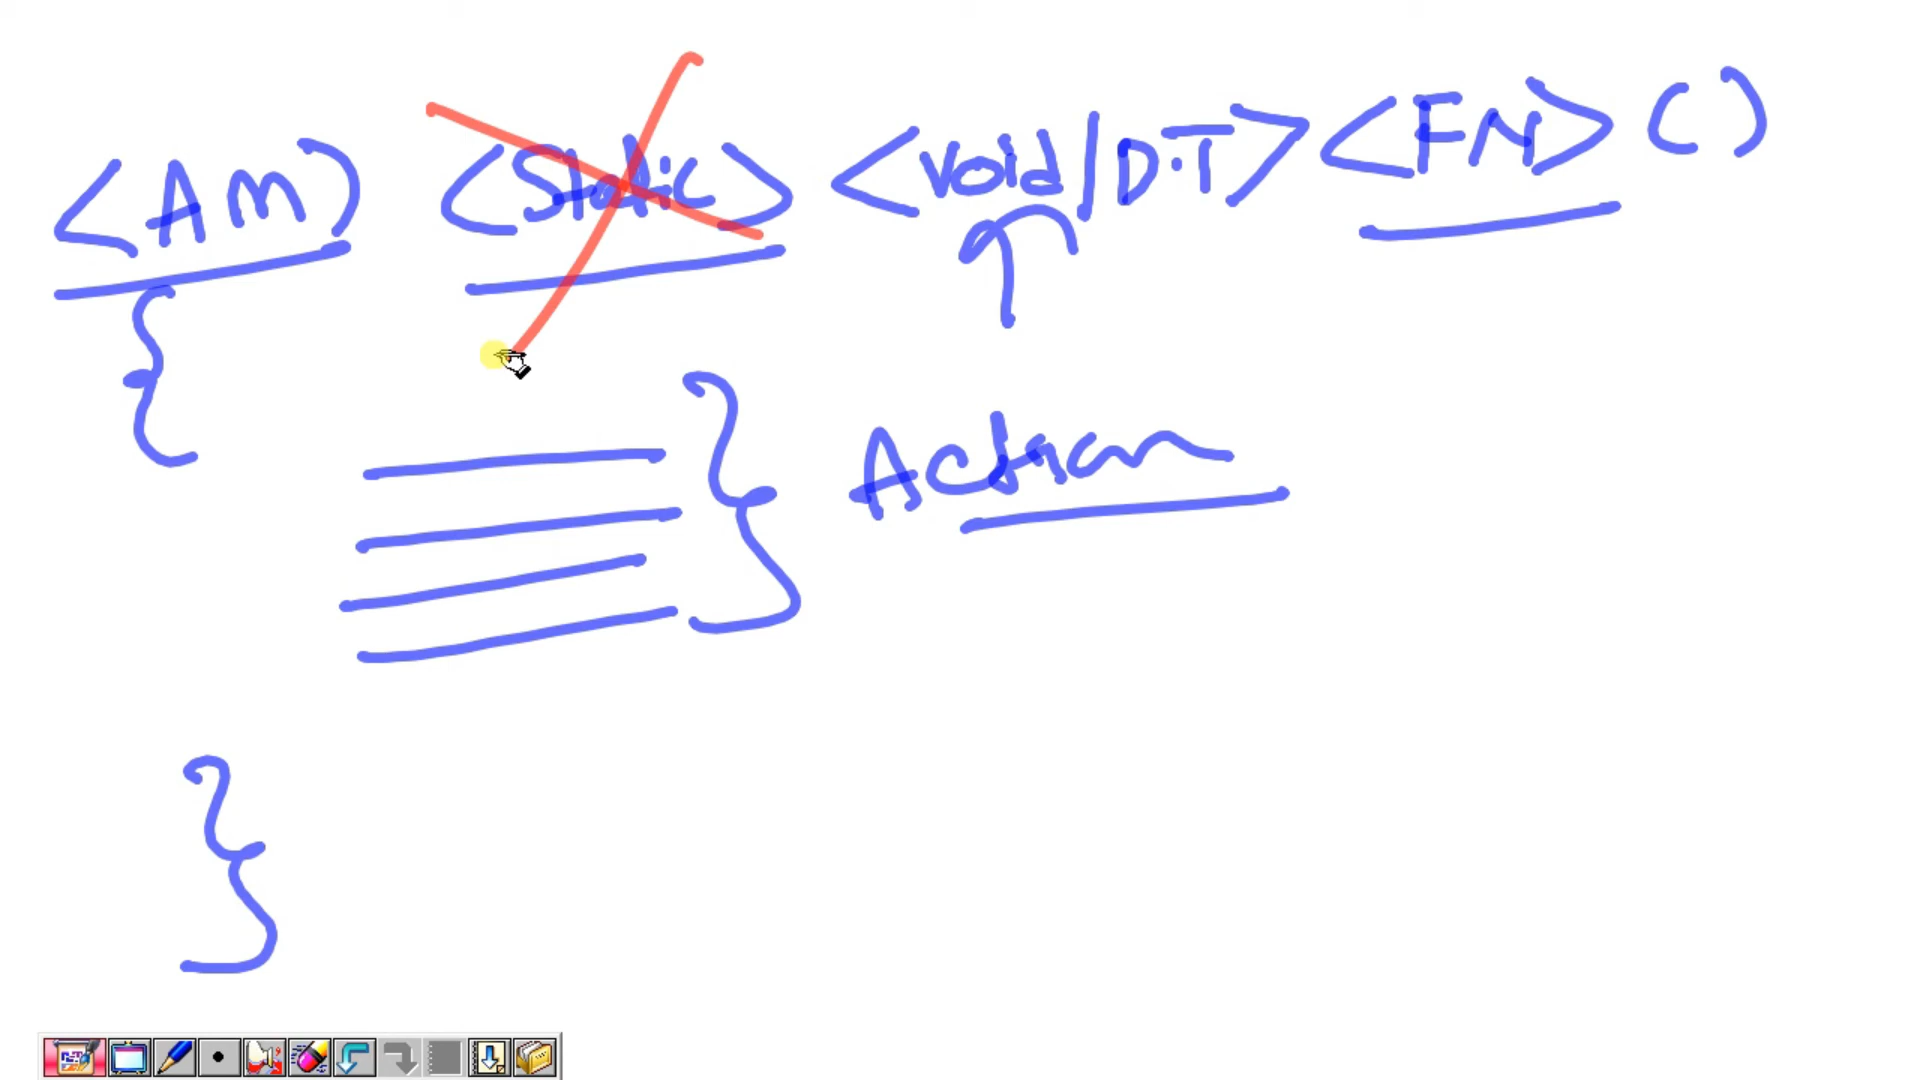 <AM) <Static> <void/D.T> <FN> ()
{
} Action
}